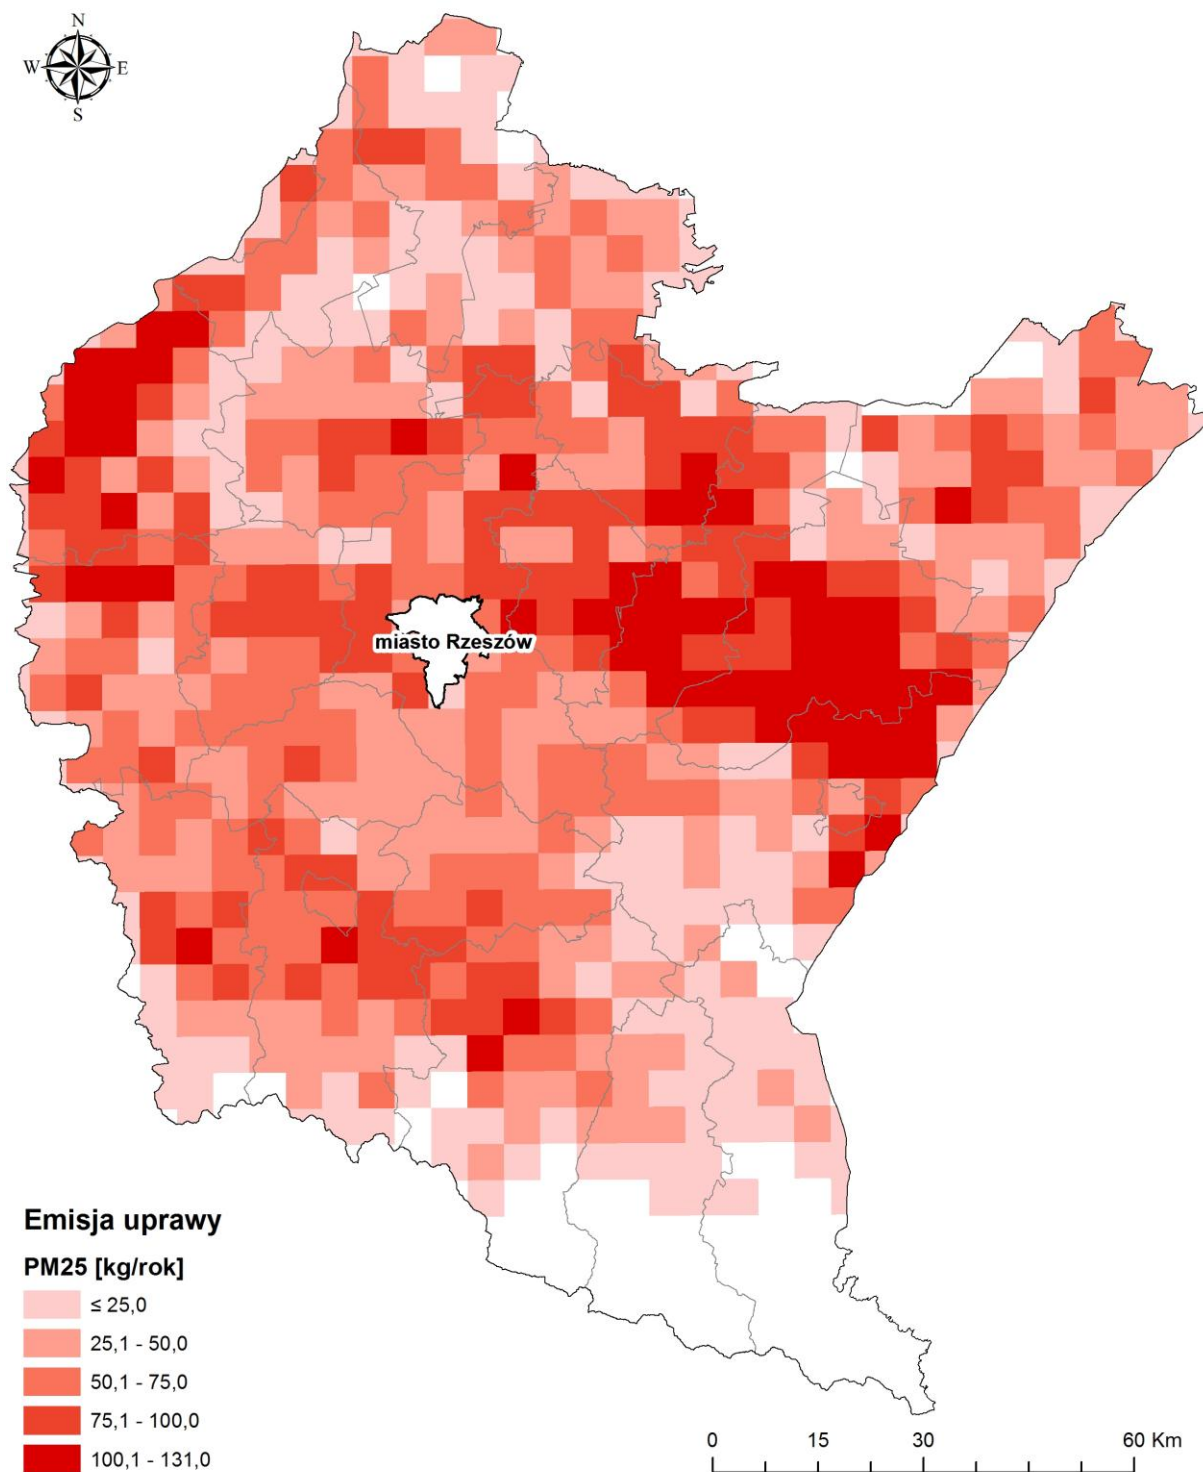 N
W E
S
miasto Rzeszów
Emisja uprawy
PM25 [kg/rok]
≤ 25,0
25,1 - 50,0
50,1 - 75,0
75,1 - 100,0
100,1 - 131,0
0 15 30 60 Km